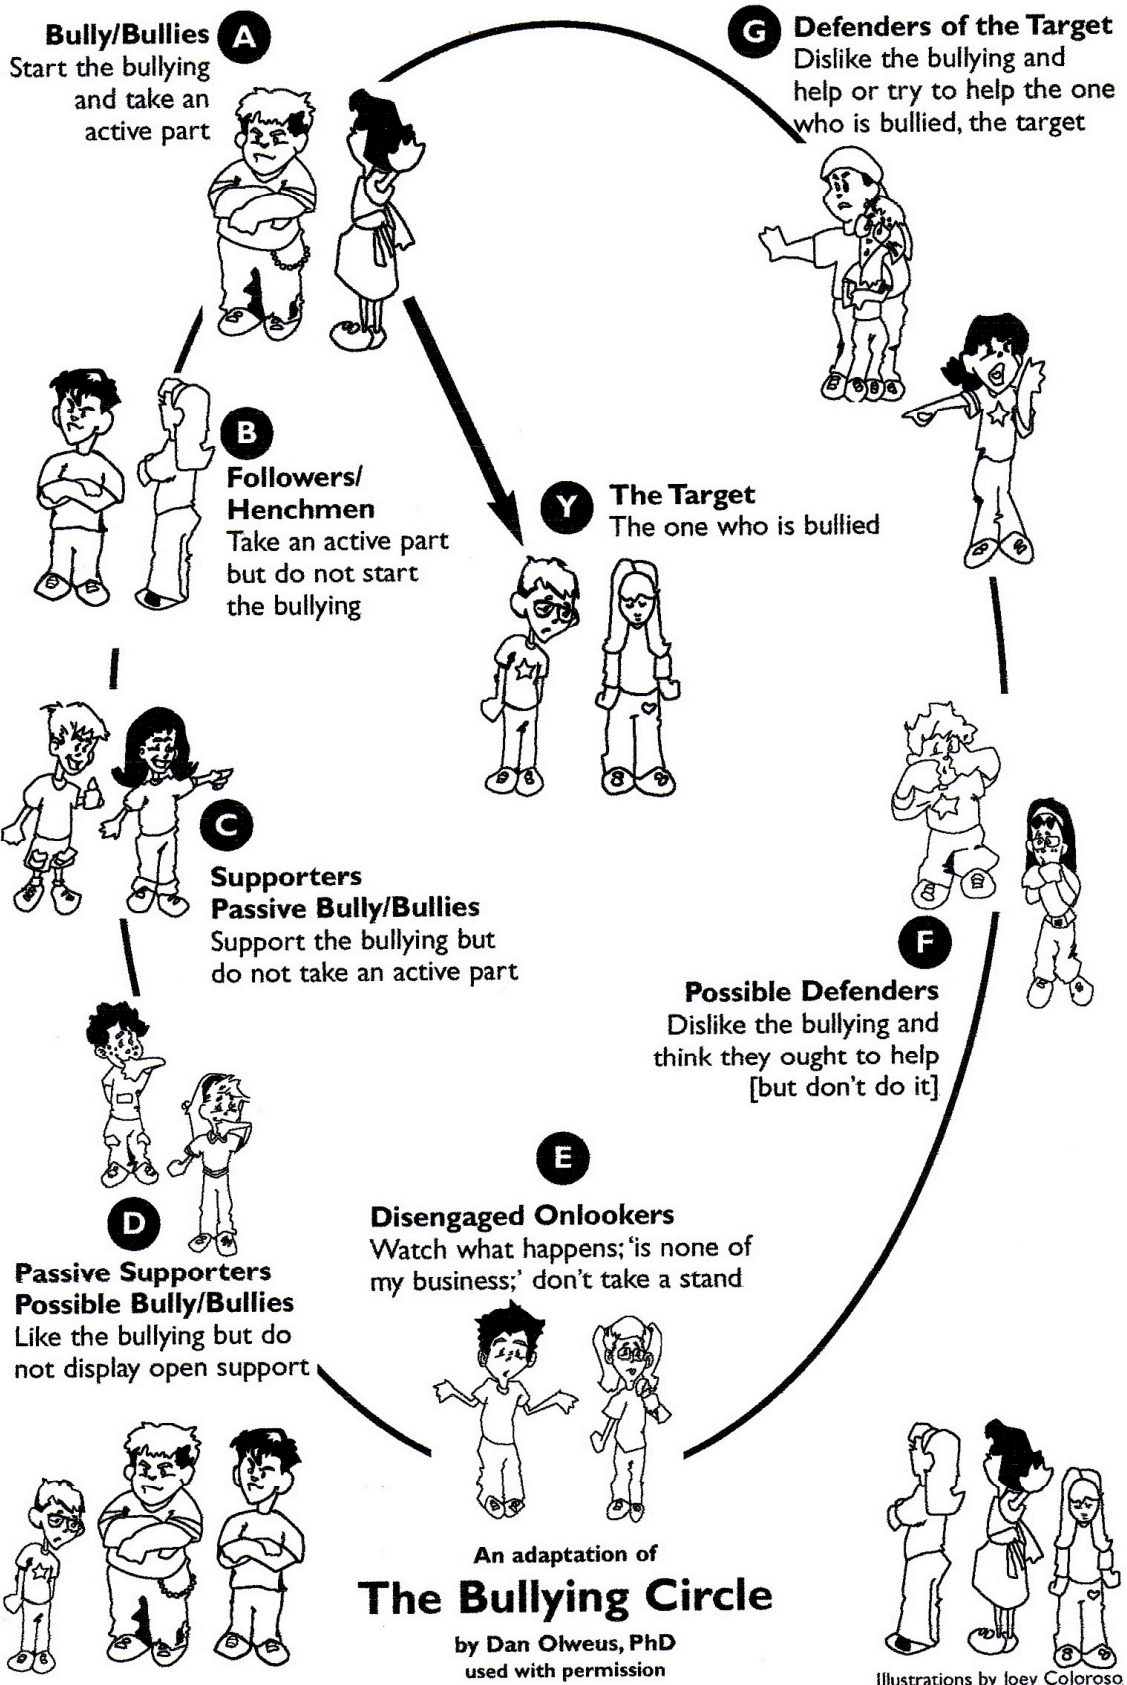 A
Bully/Bullies
Start the bullying
and take an
active part
G
Defenders of the Target
Dislike the bullying and
help or try to help the one
who is bullied, the target
B
Followers/
Henchmen
Take an active part
but do not start
the bullying
Y
The Target
The one who is bullied
C
Supporters
Passive Bully/Bullies
Support the bullying but
do not take an active part
F
Possible Defenders
Dislike the bullying and
think they ought to help
[but don't do it]
D
Passive Supporters
Possible Bully/Bullies
Like the bullying but do
not display open support
E
Disengaged Onlookers
Watch what happens; 'is none of
my business;' don't take a stand
An adaptation of
The Bullying Circle
by Dan Olweus, PhD
used with permission
Illustrations by Joey Coloroso